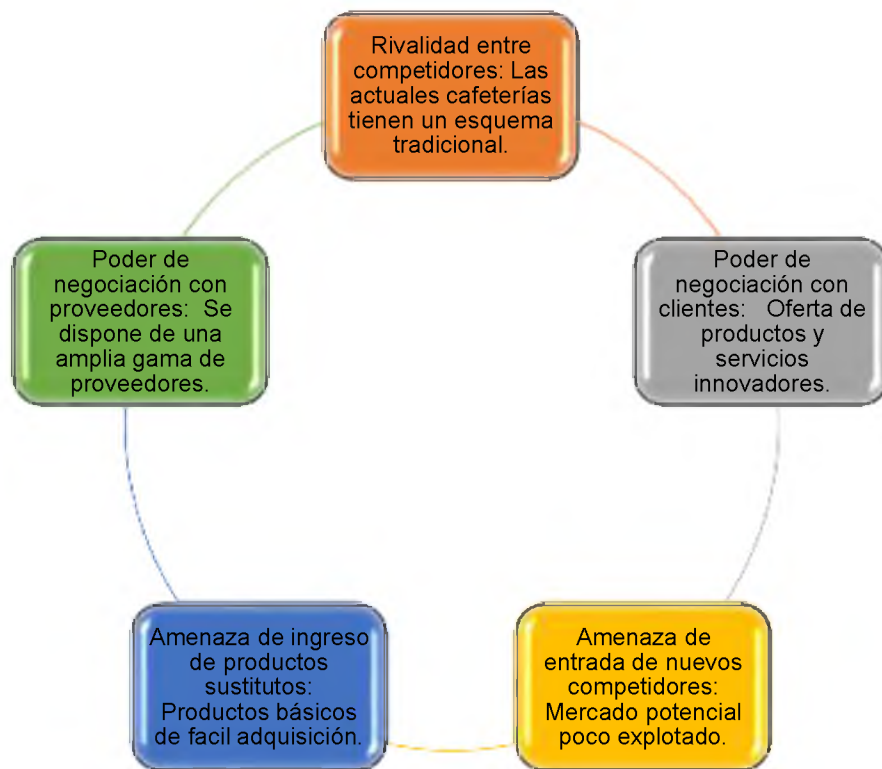 Rivalidad entre
competidores: Las
actuales cafeterías
tienen un esquema
tradicional.
Poder de
negociación con
proveedores: Se
dispone de una
amplia gama de
proveedores.
Poder de
negociación con
clientes: Oferta de
productos y
servicios
innovadores.
Amenaza de ingreso
de productos
sustitutos:
Productos básicos
de facil adquisición.
Amenaza de
entrada de nuevos
competidores:
Mercado potencial
poco explotado.